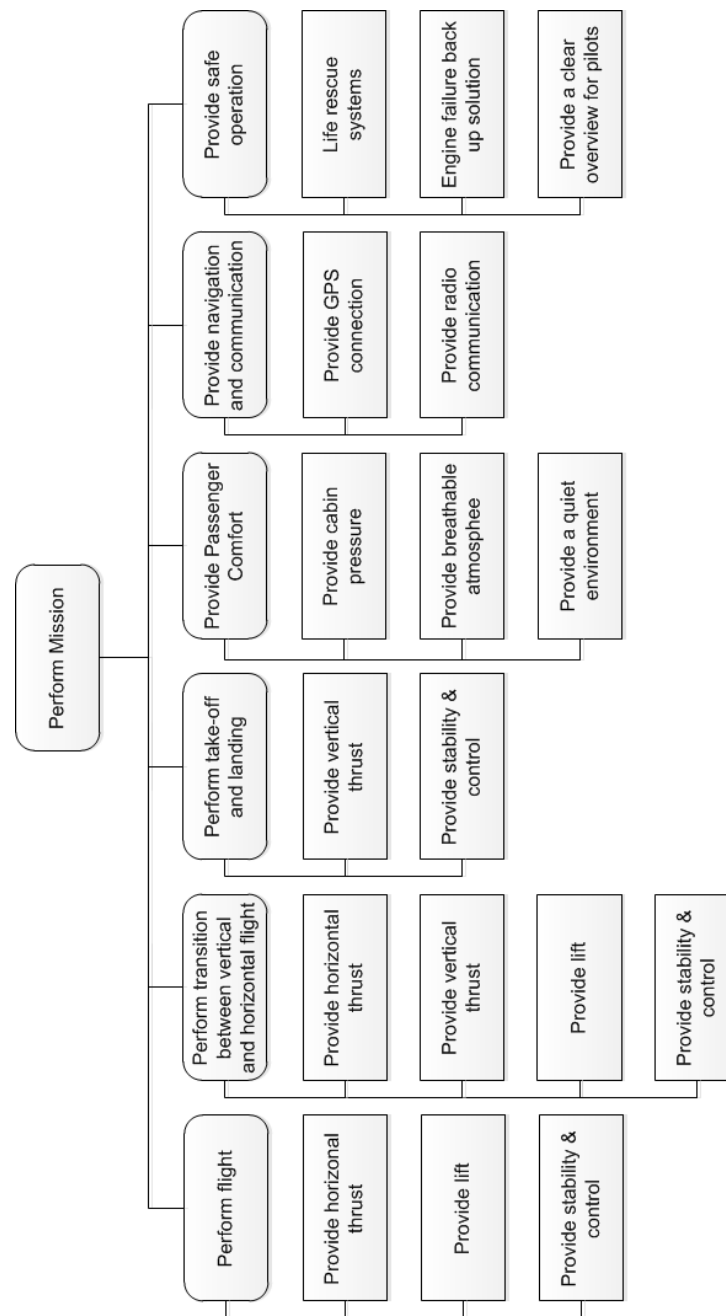 Perform Mission
Perform flight
Provide horizonal
thrust
Provide lift
Provide stability &
control
Perform transition
between vertical
and horizontal flight
Provide horizontal
thrust
Provide vertical
thrust
Provide lift
Provide stability &
control
Perform take-off
and landing
Provide vertical
thrust
Provide stability &
control
Provide Passenger
Comfort
Provide cabin
pressure
Provide breathable
atmosphee
Provide a quiet
environment
Provide navigation
and communication
Provide GPS
connection
Provide radio
communication
Provide safe
operation
Life rescue
systems
Engine failure back
up solution
Provide a clear
overview for pilots